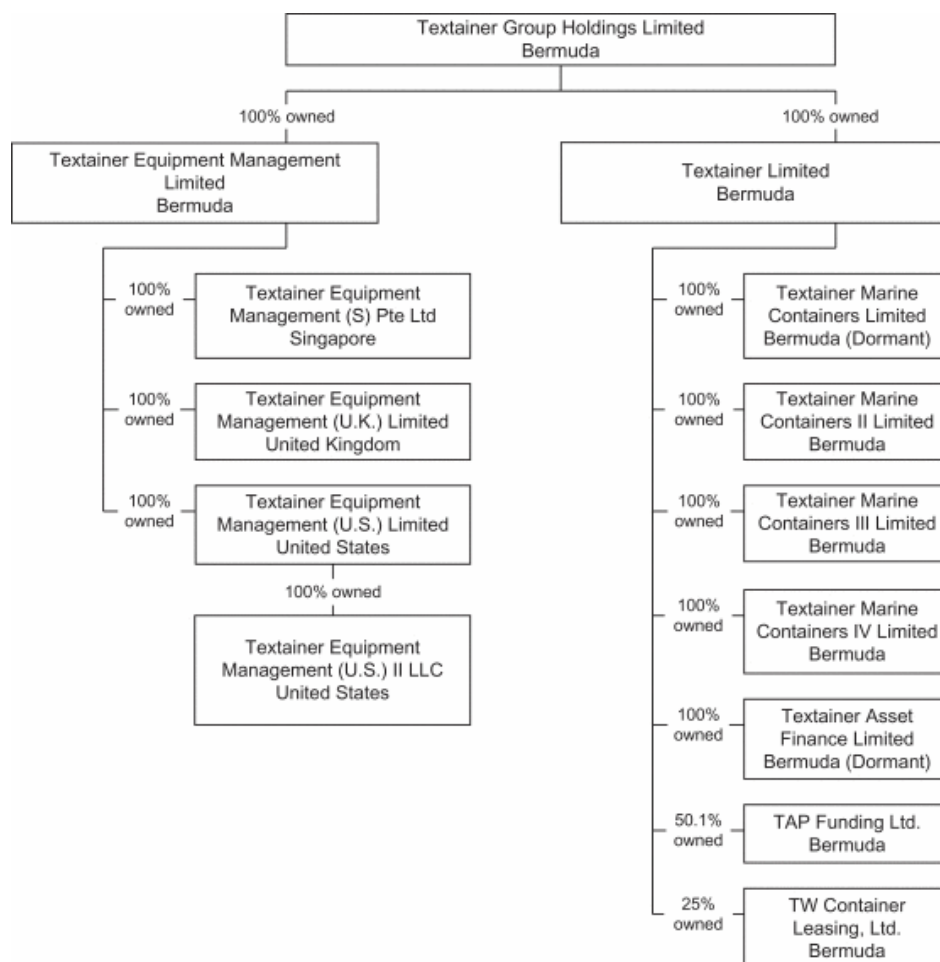 Textainer Group Holdings Limited
Bermuda
100% owned
100% owned
Textainer Equipment Management
Limited
Bermuda
Textainer Limited
Bermuda
100%
owned
Textainer Equipment
Management (S) Pte Ltd
Singapore
100%
owned
Textainer Equipment
Management (U.K.) Limited
United Kingdom
100%
owned
Textainer Equipment
Management (U.S.) Limited
United States
100% owned
Textainer Equipment
Management (U.S.) II LLC
United States
100%
owned
Textainer Marine
Containers Limited
Bermuda (Dormant)
100%
owned
Textainer Marine
Containers II Limited
Bermuda
100%
owned
Textainer Marine
Containers III Limited
Bermuda
100%
owned
Textainer Marine
Containers IV Limited
Bermuda
100%
owned
Textainer Asset
Finance Limited
Bermuda (Dormant)
50.1%
owned
TAP Funding Ltd.
Bermuda
25%
owned
TW Container
Leasing, Ltd.
Bermuda